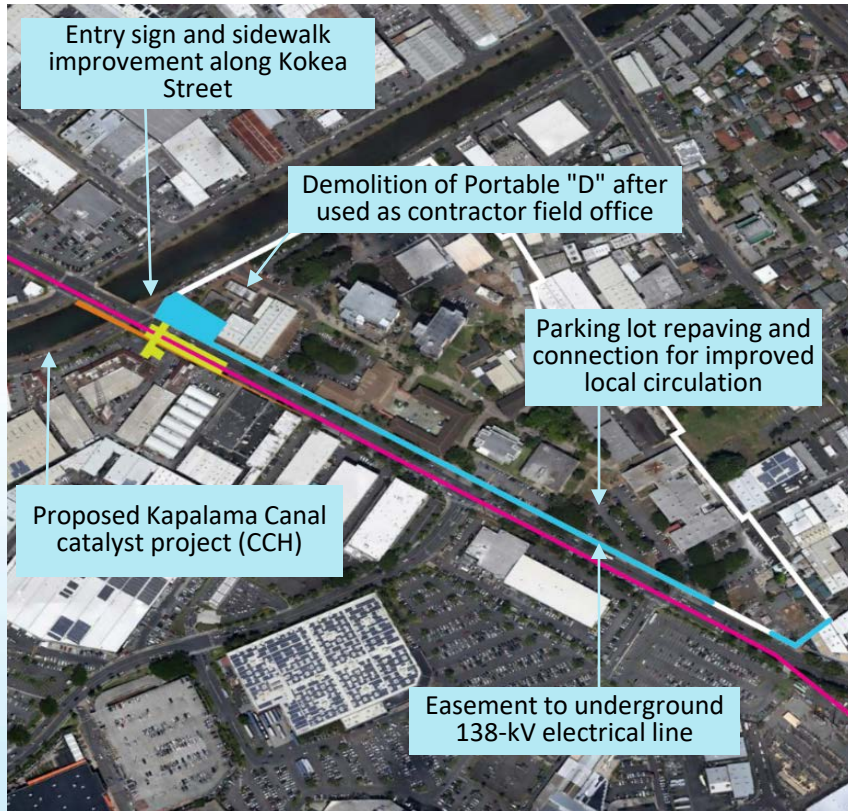 Entry sign and sidewalk
improvement along Kokea
Street
Demolition of Portable "D" after
used as contractor field office
Parking lot repaving and
connection for improved
local circulation
Proposed Kapalama Canal
catalyst project (CCH)
Easement to underground
138-kV electrical line